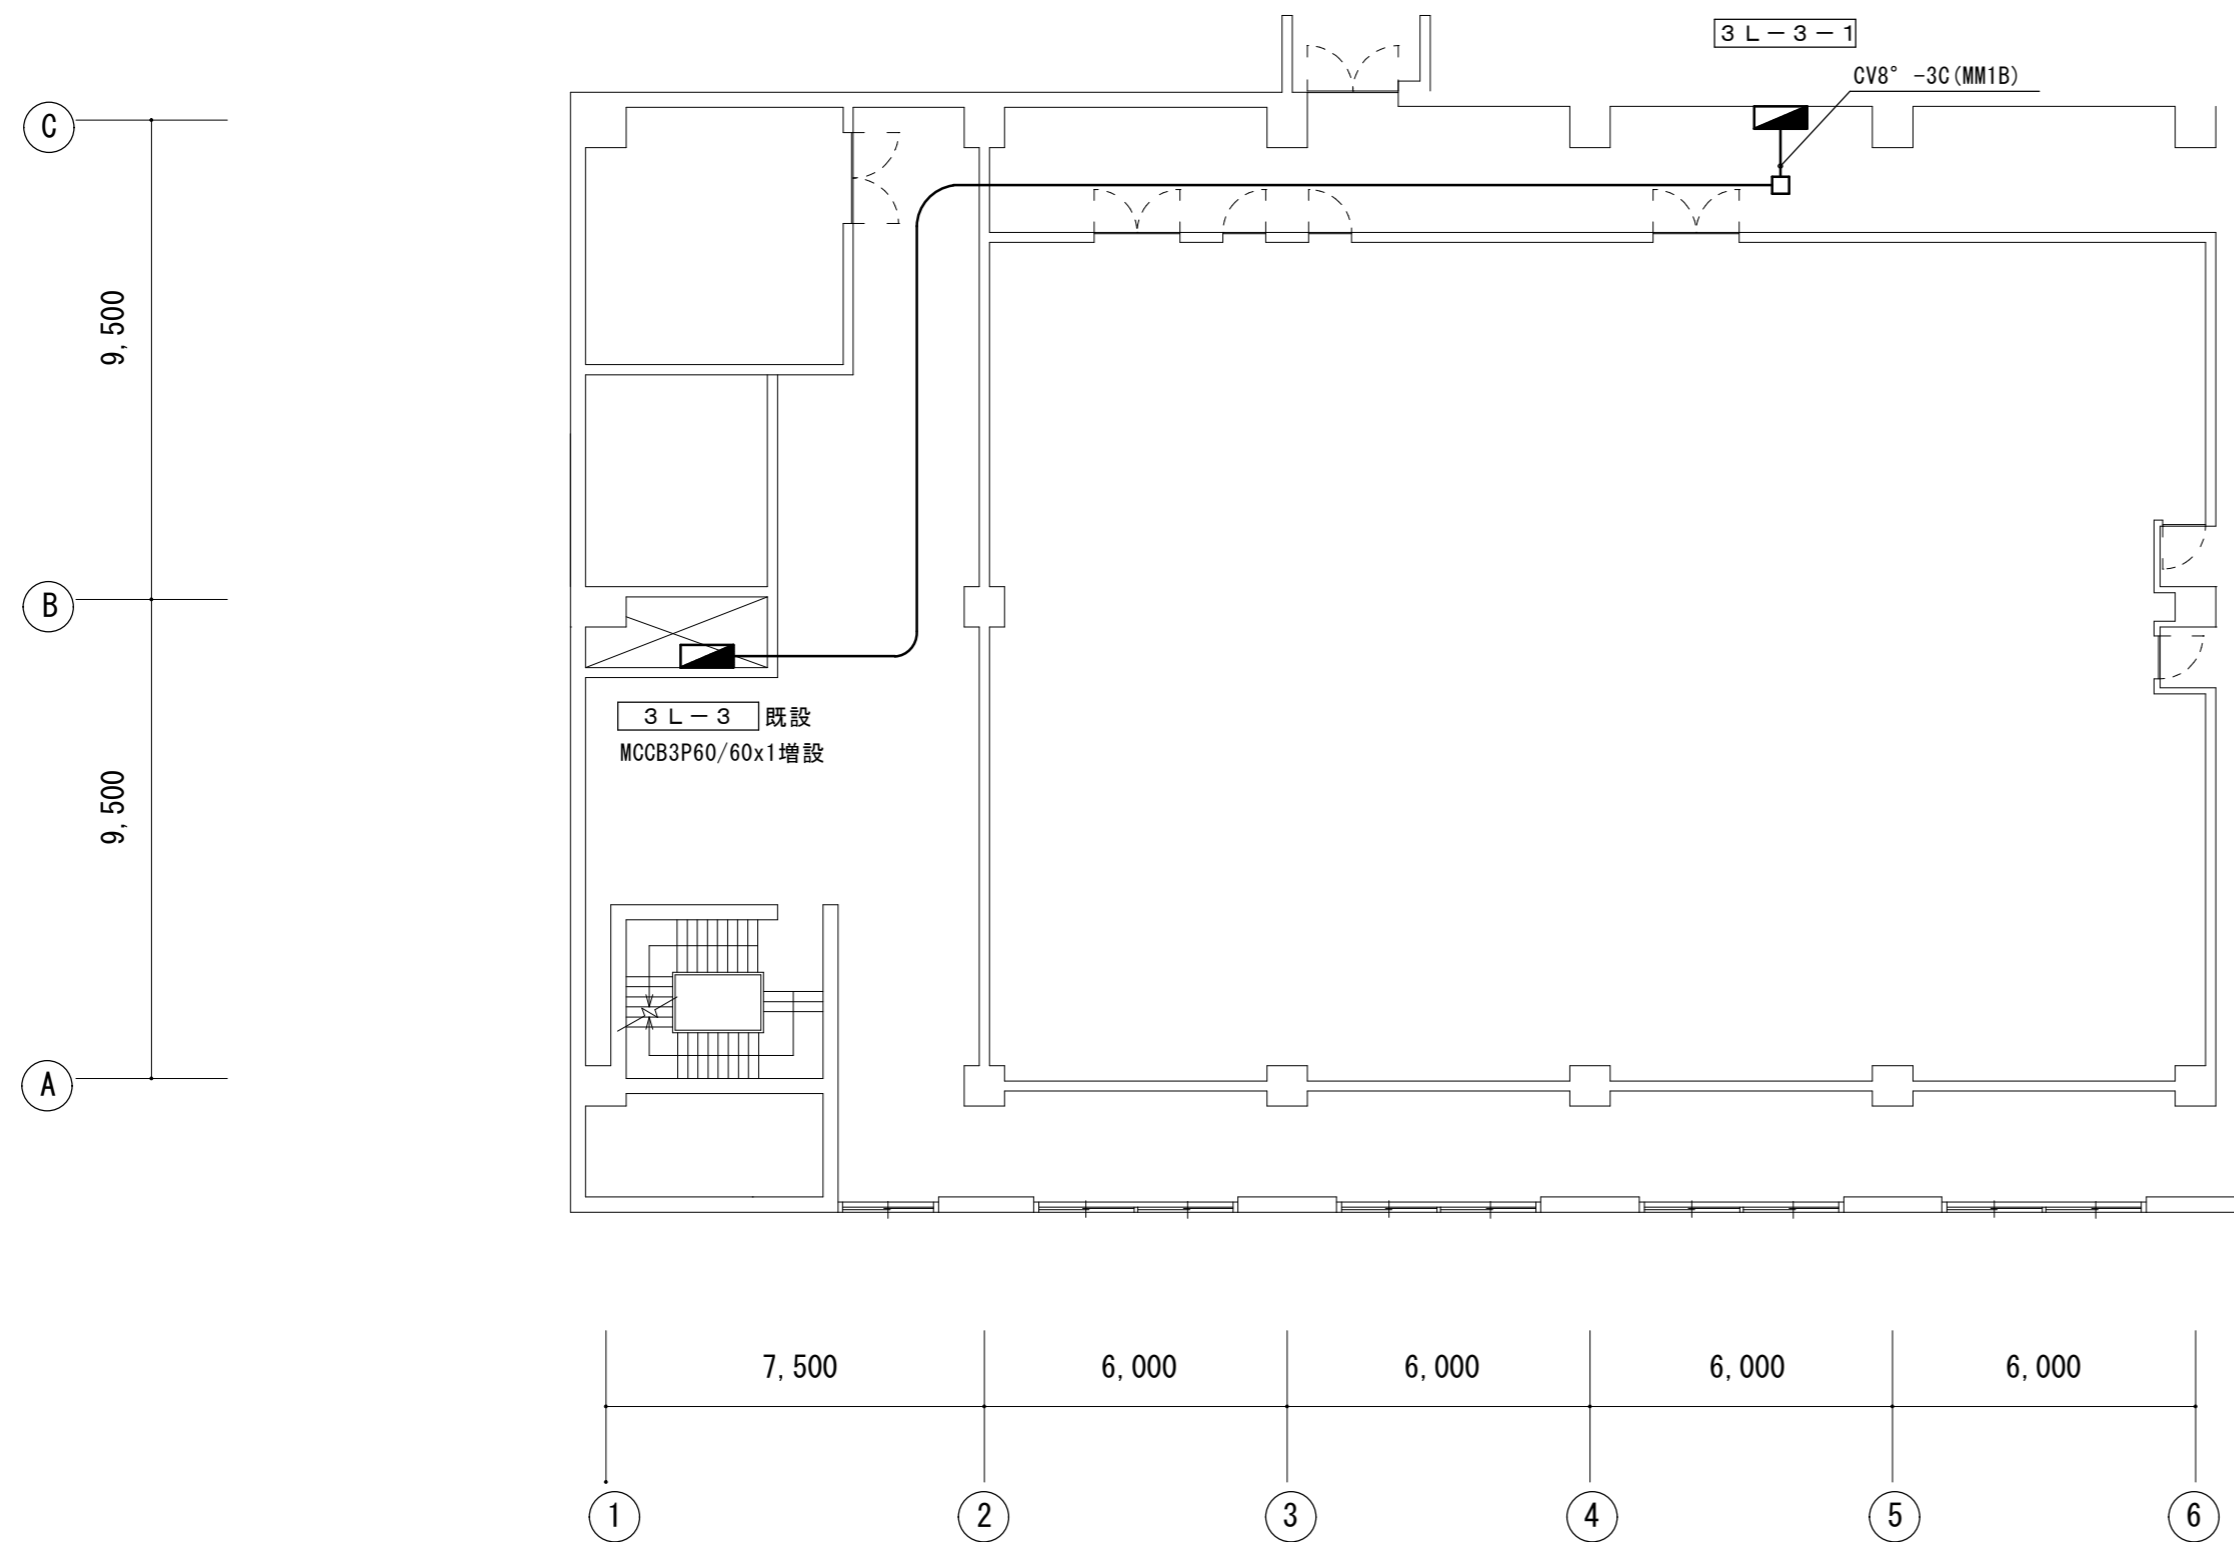 3L-3-1
CV8°-3C(MM1B)
C
9,500
B
3L-3 既設
MCCB3P60/60x1増設
9,500
A
7,500 6,000 6,000 6,000 6,000
1 2 3 4 5 6